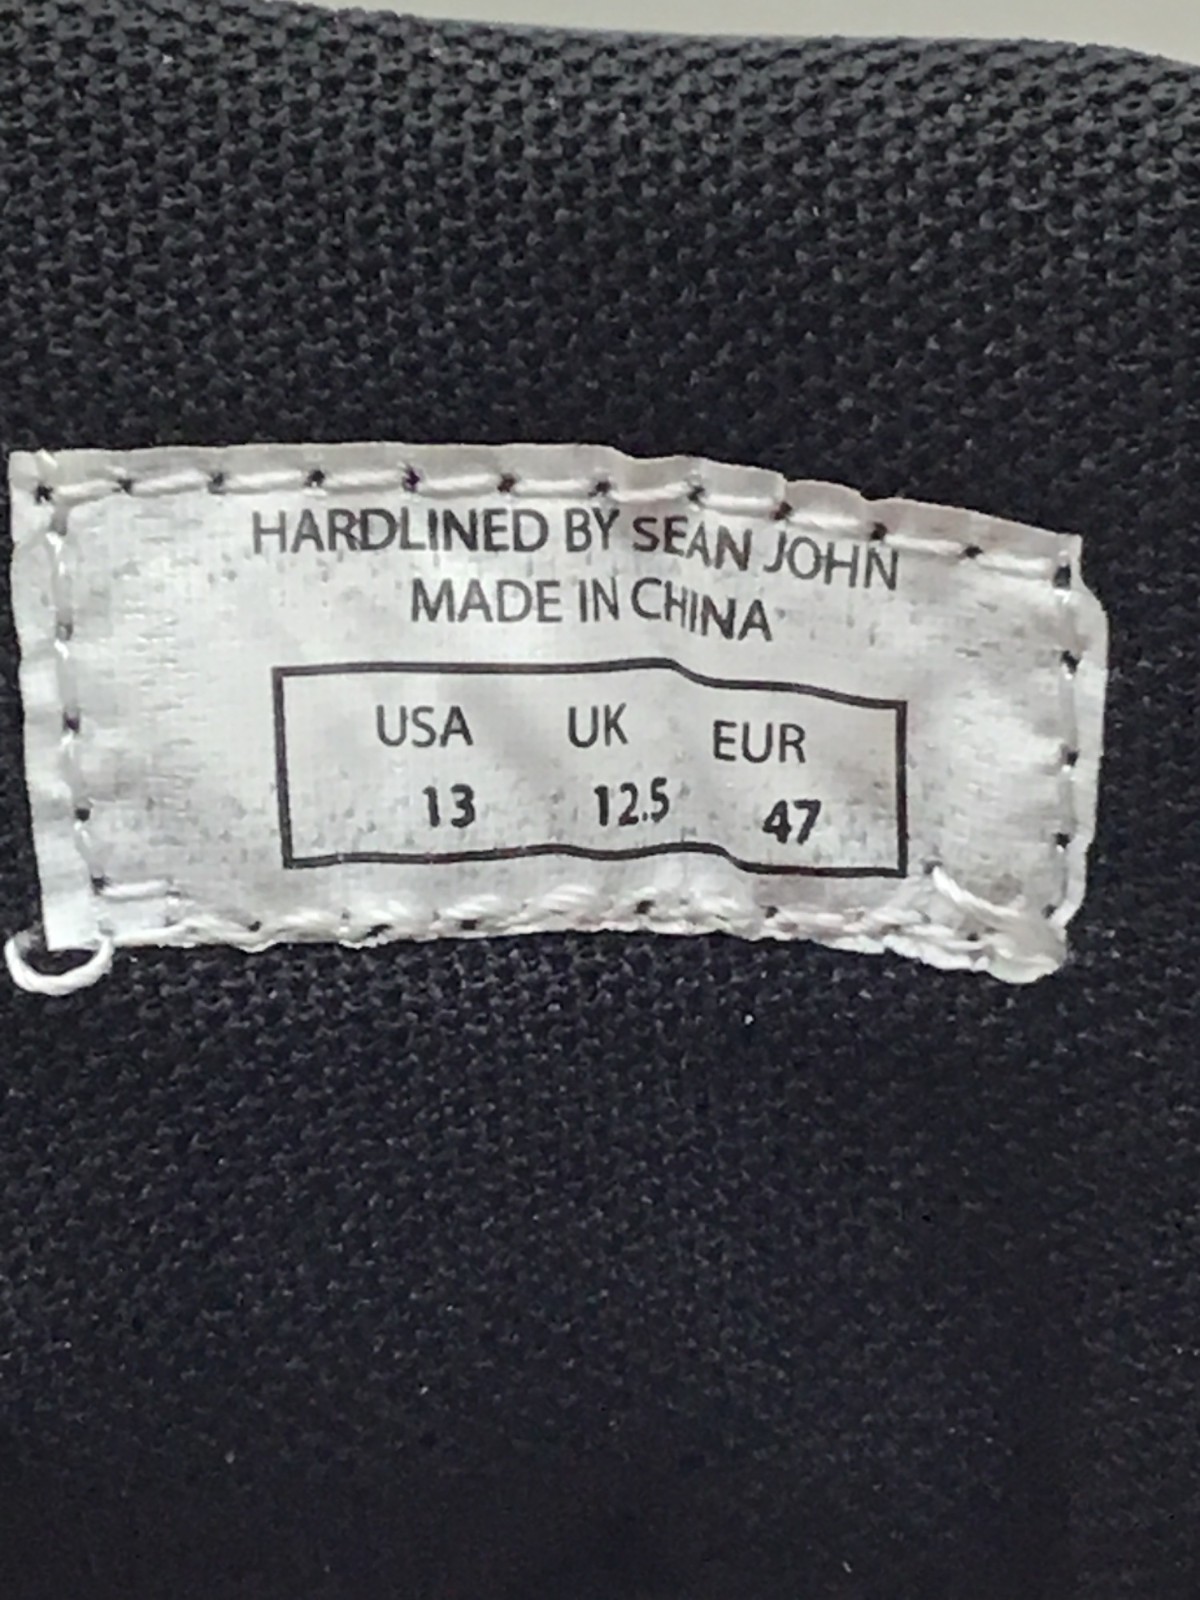 HARDLINED BY SEAN JOHN
MADE IN CHINA
USA UK EUR
13 12.5 47